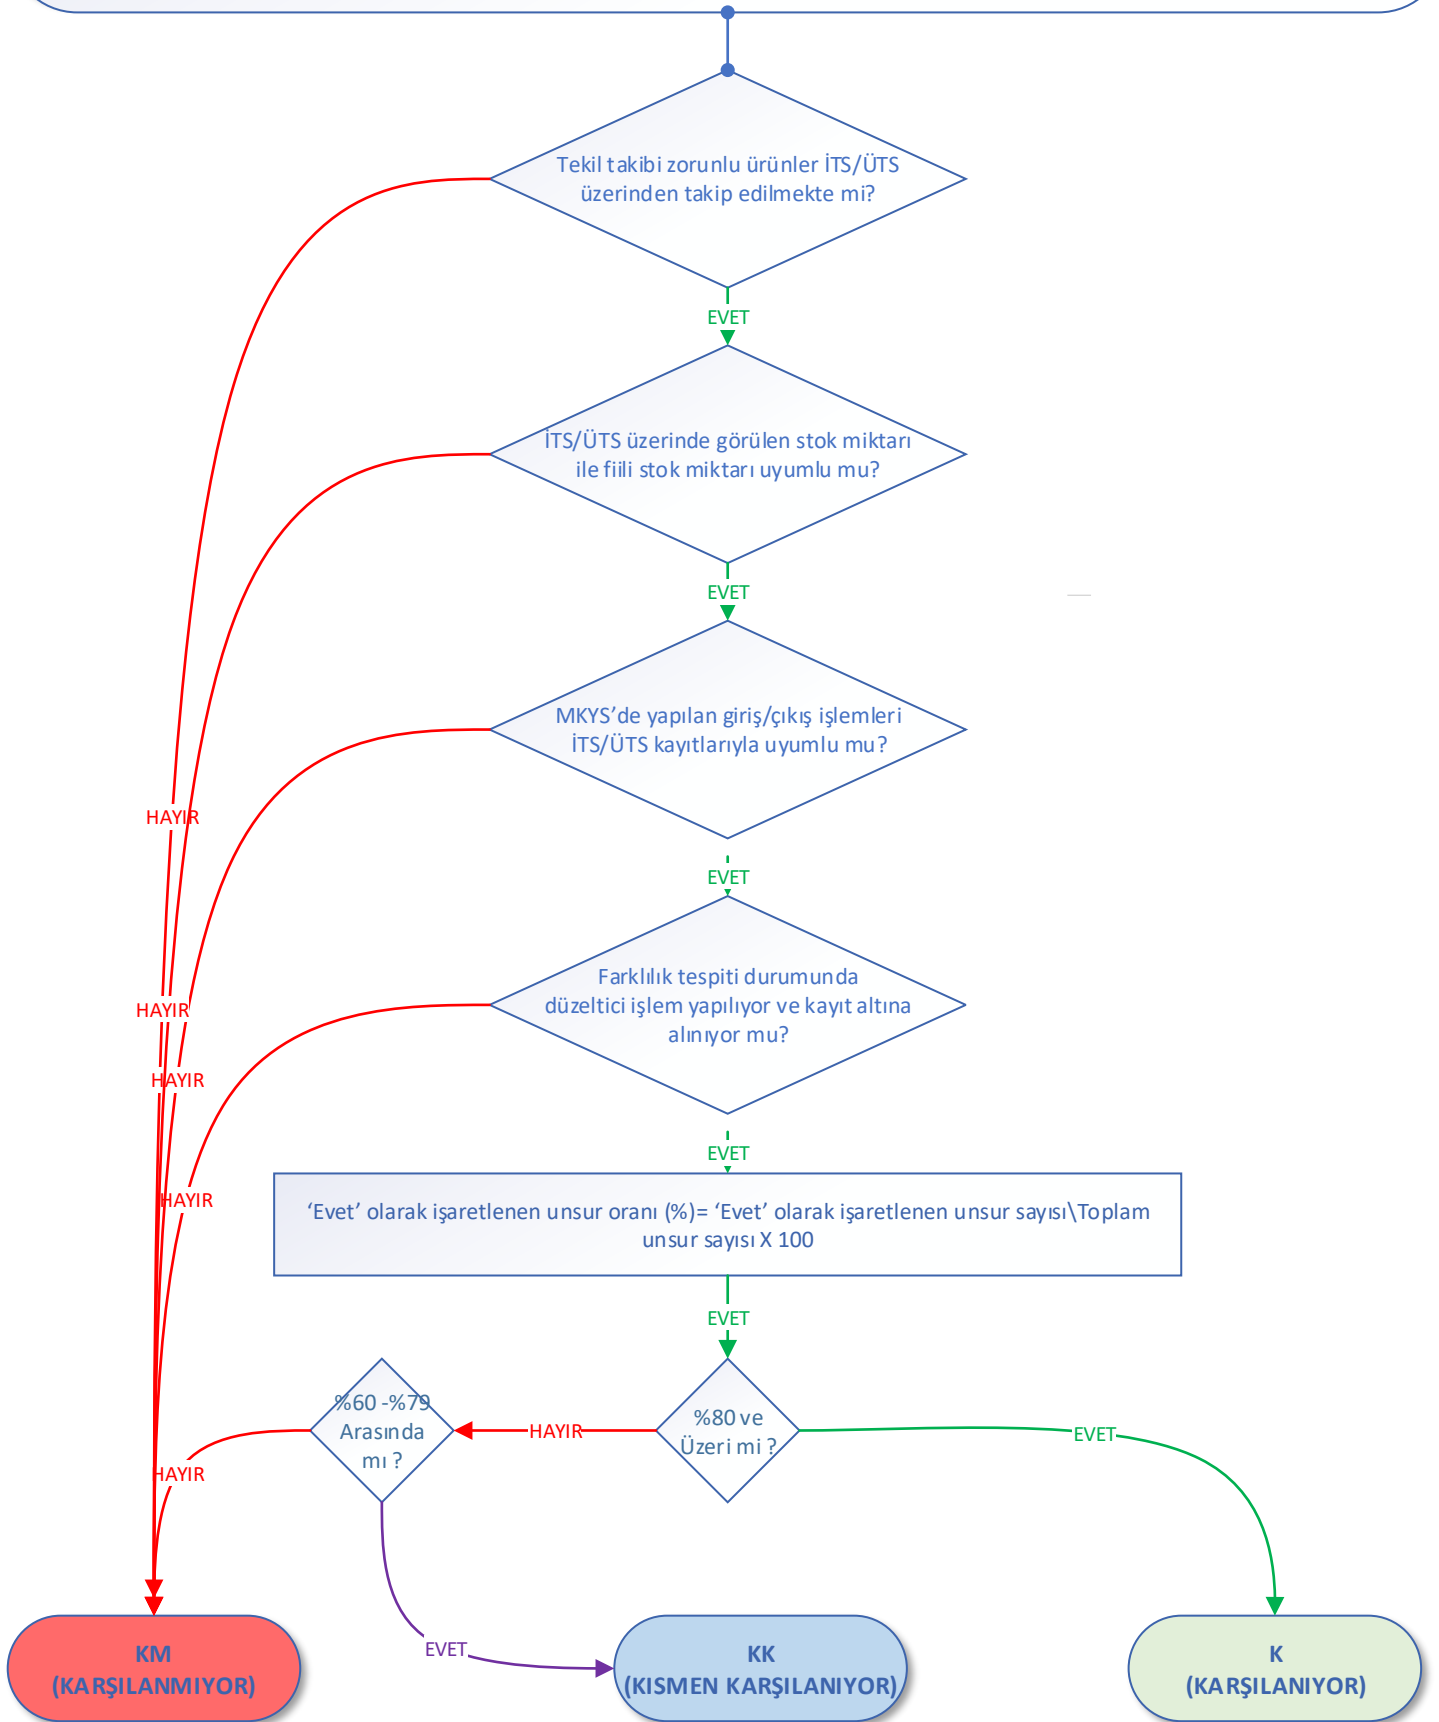 Tekil takibi zorunlu ürünler İTS/ÜTS
üzerinden takip edilmekte mi?
EVET
İTS/ÜTS üzerinde görülen stok miktarı
ile fiili stok miktarı uyumlu mu?
EVET
MKYS’de yapılan giriş/çıkış işlemleri
İTS/ÜTS kayıtlarıyla uyumlu mu?
HAYIR
EVET
Farklılık tespiti durumunda
düzeltici işlem yapılıyor ve kayıt altına
alınıyor mu?
HAYIR
HAYIR
EVET
HAYIR
‘Evet’ olarak işaretlenen unsur oranı (%)= ‘Evet’ olarak işaretlenen unsur sayısı\Toplam
unsur sayısı X 100
EVET
%60 -%79
Arasında
mı ?
HAYIR
%80 ve
Üzeri mi ?
EVET
HAYIR
EVET
KM
(KARŞILANMIYOR)
KK
(KISMEN KARŞILANIYOR)
K
(KARŞILANIYOR)